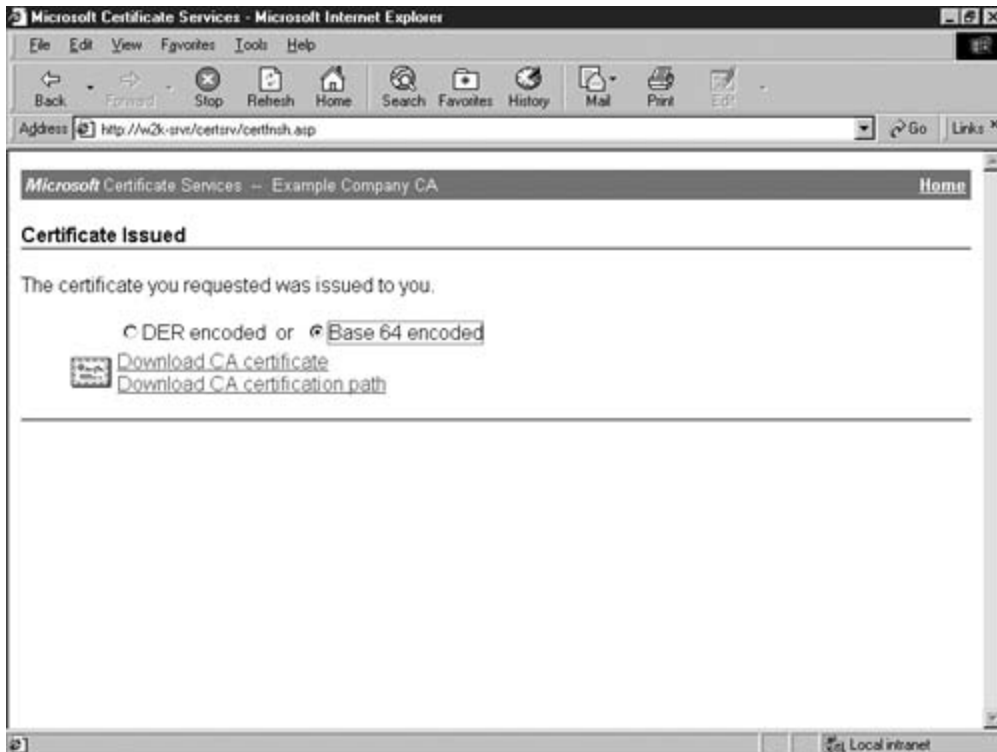 Microsoft Certificate Services - Microsoft Internet Explorer
File Edit View Favorites Tools Help
Back Forward Stop Refresh Home Search Favorites History Mail Print Edit
Address http://w2k-srvr/certsrv/certfnsh.asp Go Links
Microsoft Certificate Services -- Example Company CA Home
Certificate Issued
The certificate you requested was issued to you.
DER encoded or Base 64 encoded
Download CA certificate
Download CA certification path
Local intranet